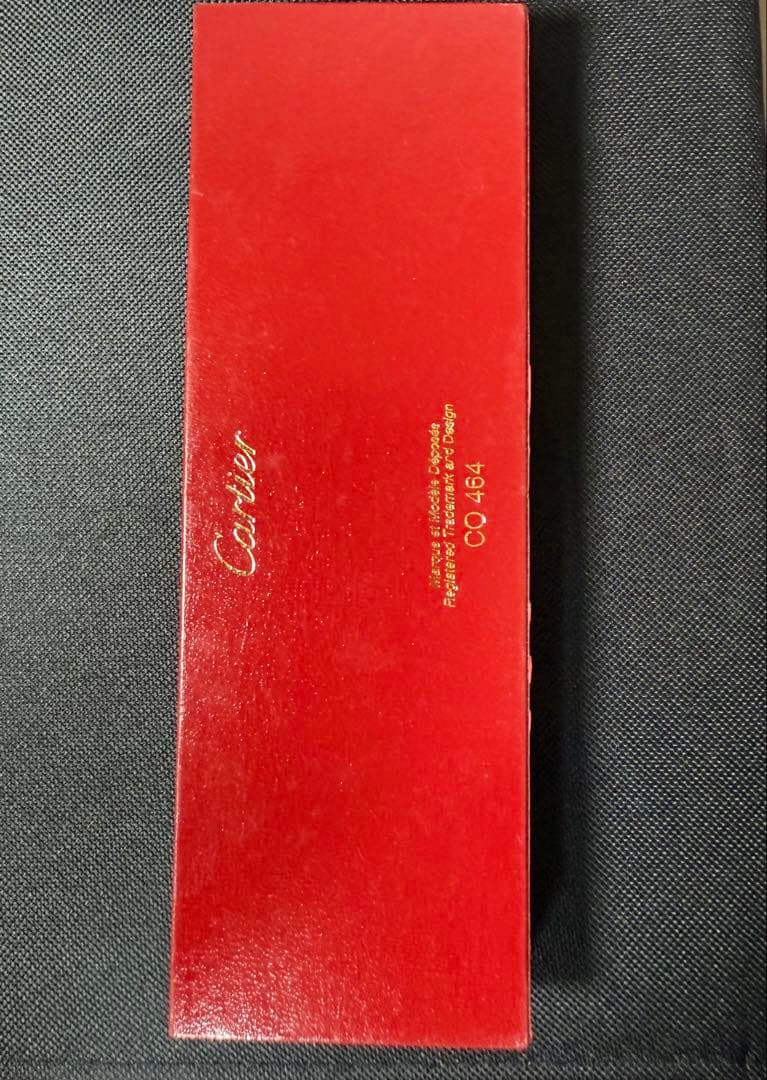 Cartier
Marque et Modèle Déposés
Registered Trademark and Design
CO 464